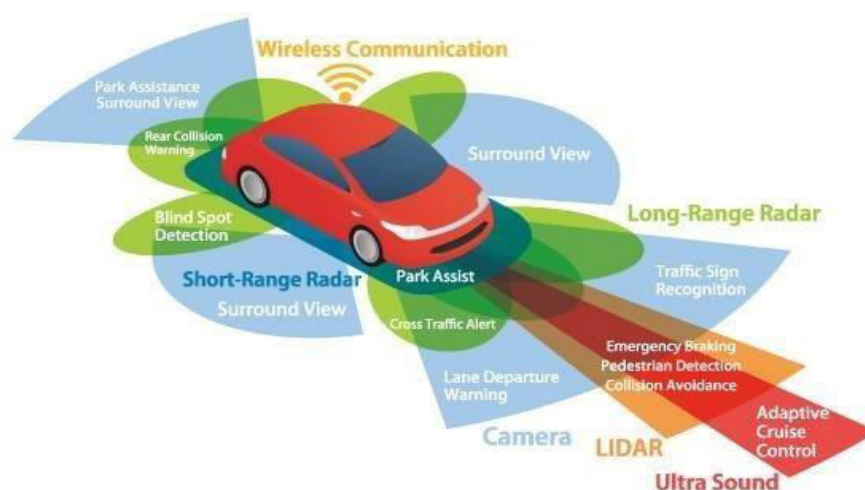 Wireless Communication
Park Assistance
Surround View
Rear Collision
Warning
Surround View
Blind Spot
Detection
Long-Range Radar
Short-Range Radar
Park Assist
Traffic Sign
Recognition
Surround View
Cross Traffic Alert
Emergency Braking
Pedestrian Detection
Collision Avoidance
Lane Departure
Warning
Adaptive
Cruise
Control
Camera
LIDAR
Ultra Sound